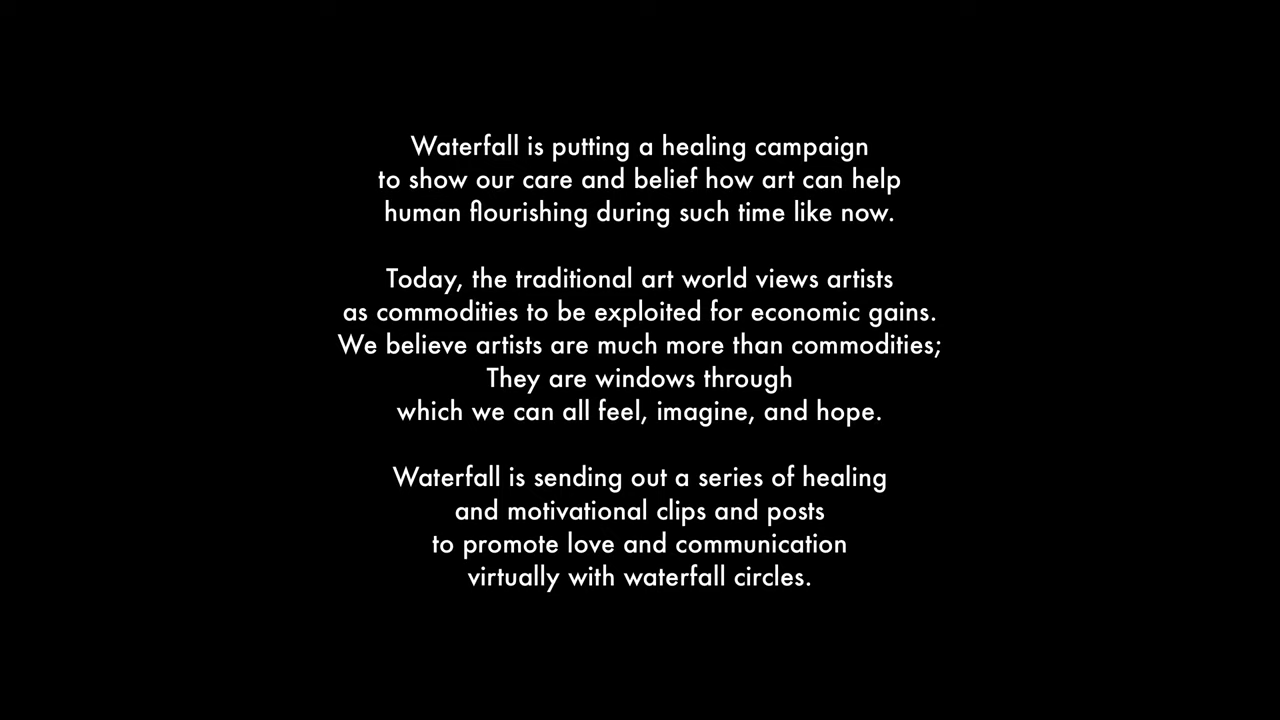 Waterfall is putting a healing campaign
to show our care and belief how art can help
human flourishing during such time like now.
Today, the traditional art world views artists
as commodities to be exploited for economic gains.
We believe artists are much more than commodities;
They are windows through
which we can all feel, imagine, and hope.
Waterfall is sending out a series of healing
and motivational clips and posts
to promote love and communication
virtually with waterfall circles.